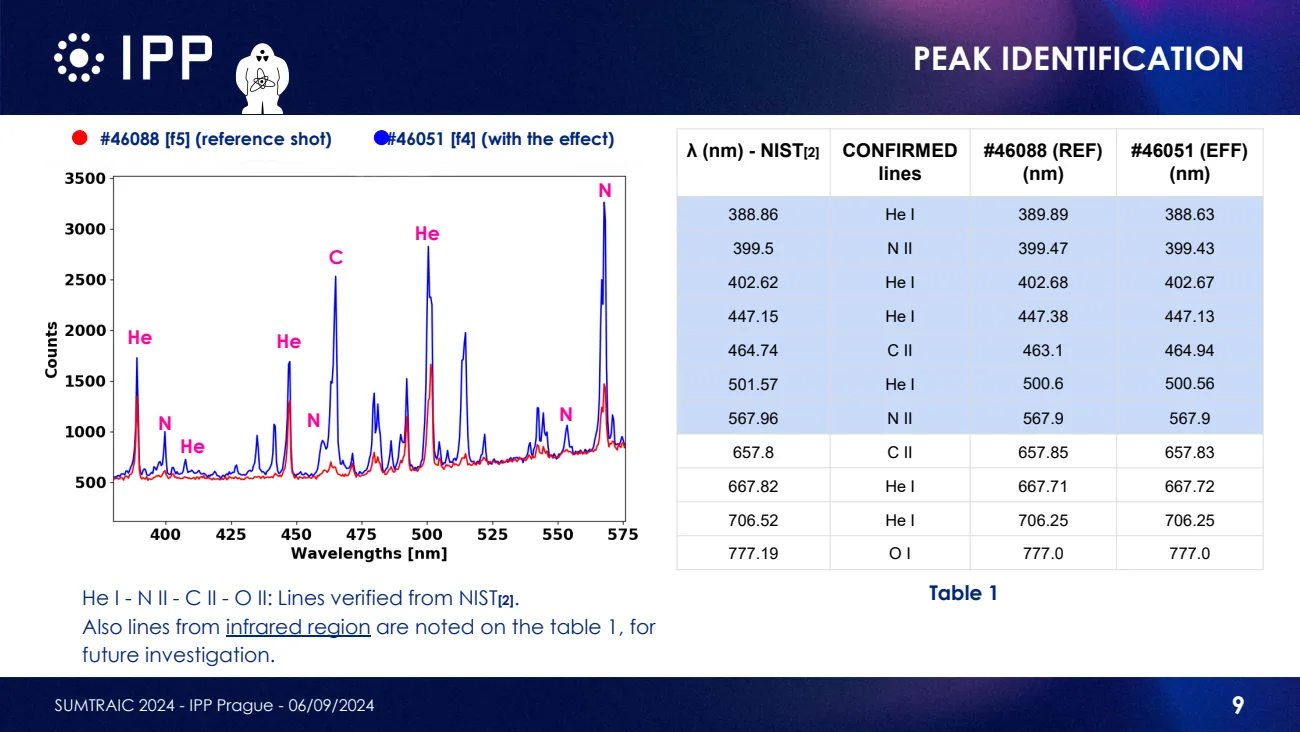 IPP
PEAK IDENTIFICATION
#46088 [f5] (reference shot)
#46051 [f4] (with the effect)
3500
3000
2500
2000
1500
1000
500
Counts
400 425 450 475 500 525 550 575
Wavelengths [nm]
He
N
He
He
N
C
He
N
N
λ (nm) - NIST[2] CONFIRMED lines #46088 (REF) (nm) #46051 (EFF) (nm)
388.86 He I 389.89 388.63
399.5 N II 399.47 399.43
402.62 He I 402.68 402.67
447.15 He I 447.38 447.13
464.74 C II 463.1 464.94
501.57 He I 500.6 500.56
567.96 N II 567.9 567.9
657.8 C II 657.85 657.83
667.82 He I 667.71 667.72
706.52 He I 706.25 706.25
777.19 O I 777.0 777.0
Table 1
He I - N II - C II - O II: Lines verified from NIST[2].
Also lines from infrared region are noted on the table 1, for
future investigation.
SUMTRAIC 2024 - IPP Prague - 06/09/2024
9